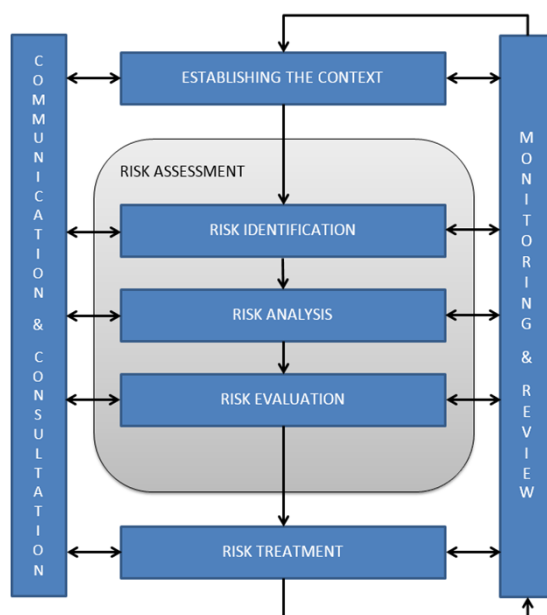 COMMUNICATION & CONSULTATION
ESTABLISHING THE CONTEXT
RISK ASSESSMENT
RISK IDENTIFICATION
RISK ANALYSIS
RISK EVALUATION
RISK TREATMENT
MONITORING & REVIEW